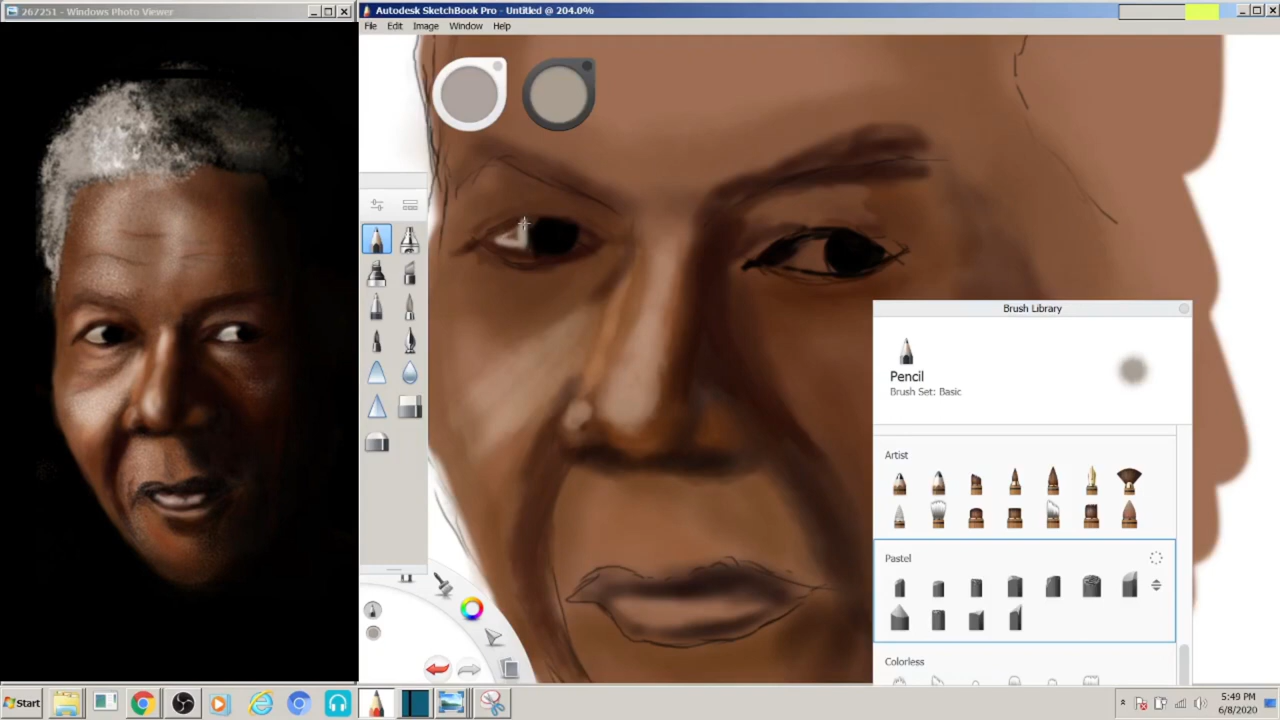 267251 - Windows Photo Viewer
Autodesk SketchBook Pro - Untitled @ 204.0%
File Edit Image Window Help
Brush Library
Pencil
Brush Set: Basic
Artist
Pastel
Colorless
Start
5:49 PM
6/8/2020